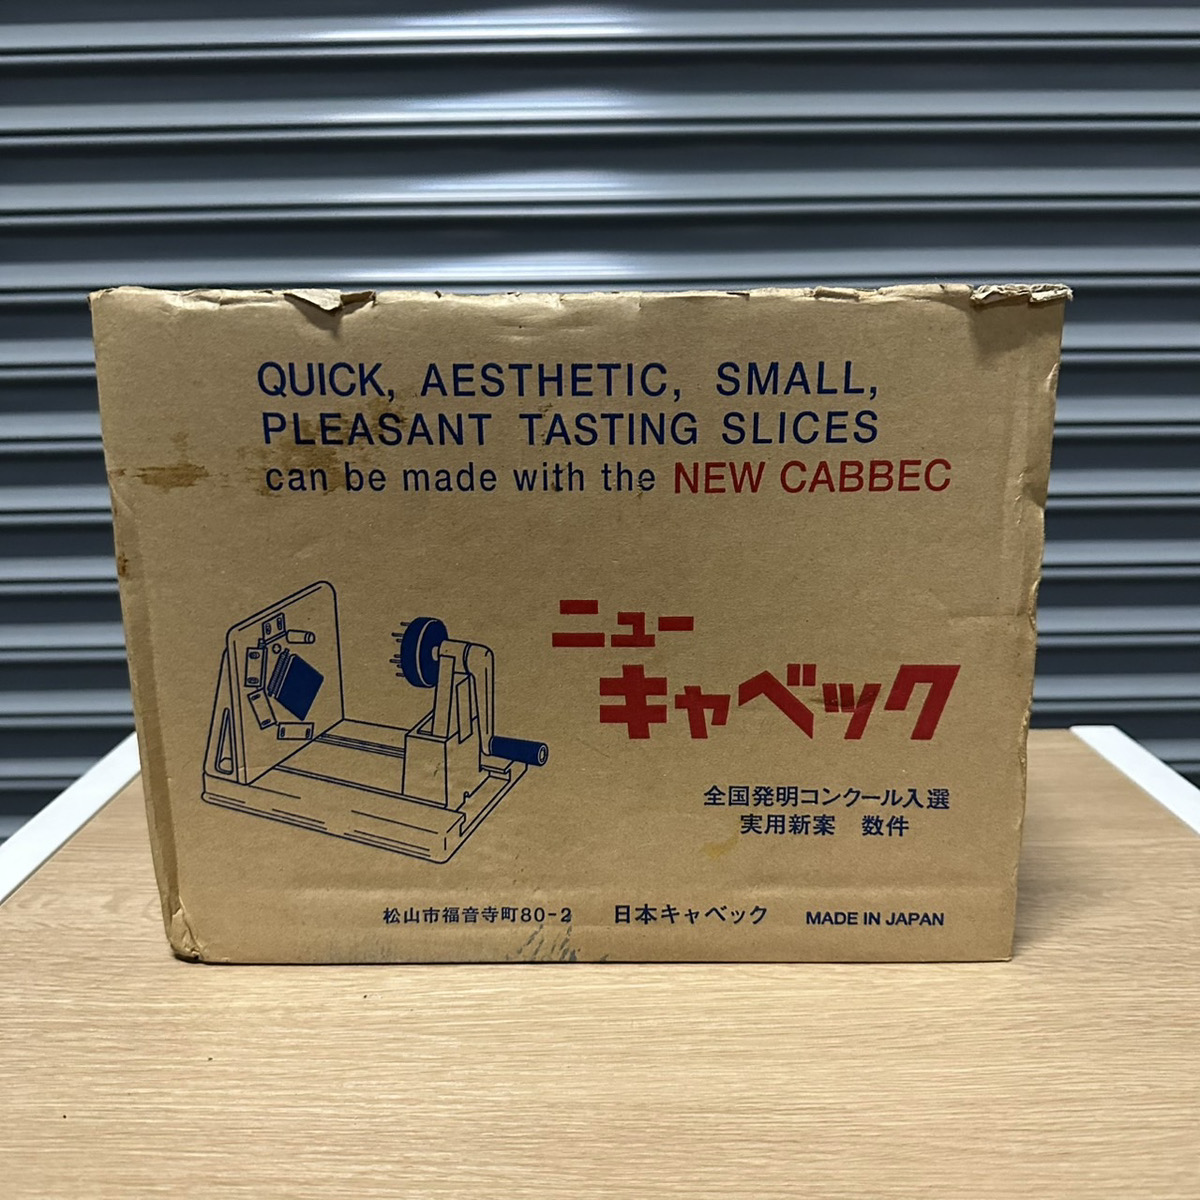 QUICK, AESTHETIC, SMALL,
PLEASANT TASTING SLICES
can be made with the NEW CABBEC
ニュー
キャベック
全国発明コンクール入選
実用新案 数件
松山市福音寺町80-2 日本キャベック MADE IN JAPAN